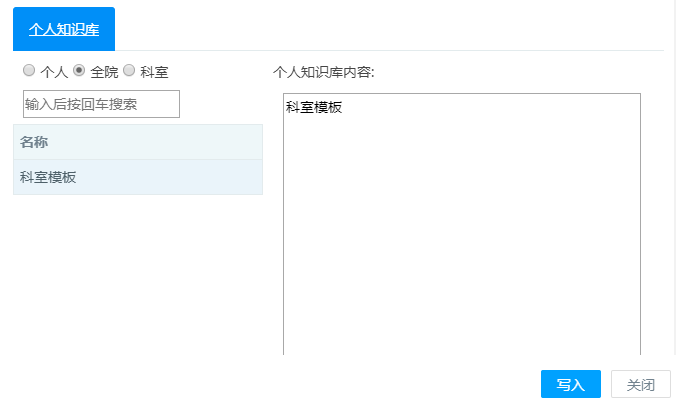 个人知识库
个人 全院 科室
输入后按回车搜索
名称
科室模板
个人知识库内容:
科室模板
写入 关闭